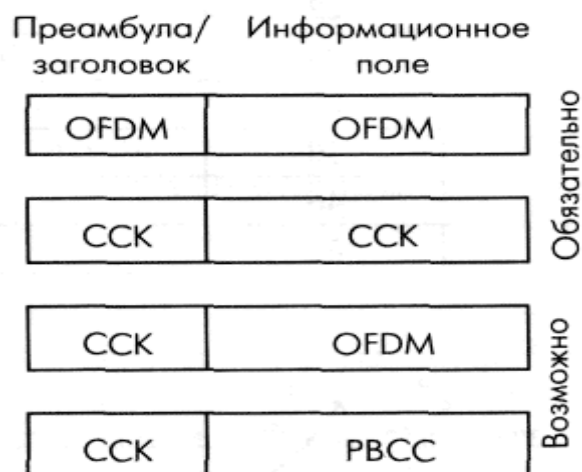 Преамбула/ Информационное
заголовок поле
OFDM OFDM
CCK CCK
Обязательно
CCK OFDM
CCK PBCC
Возможно